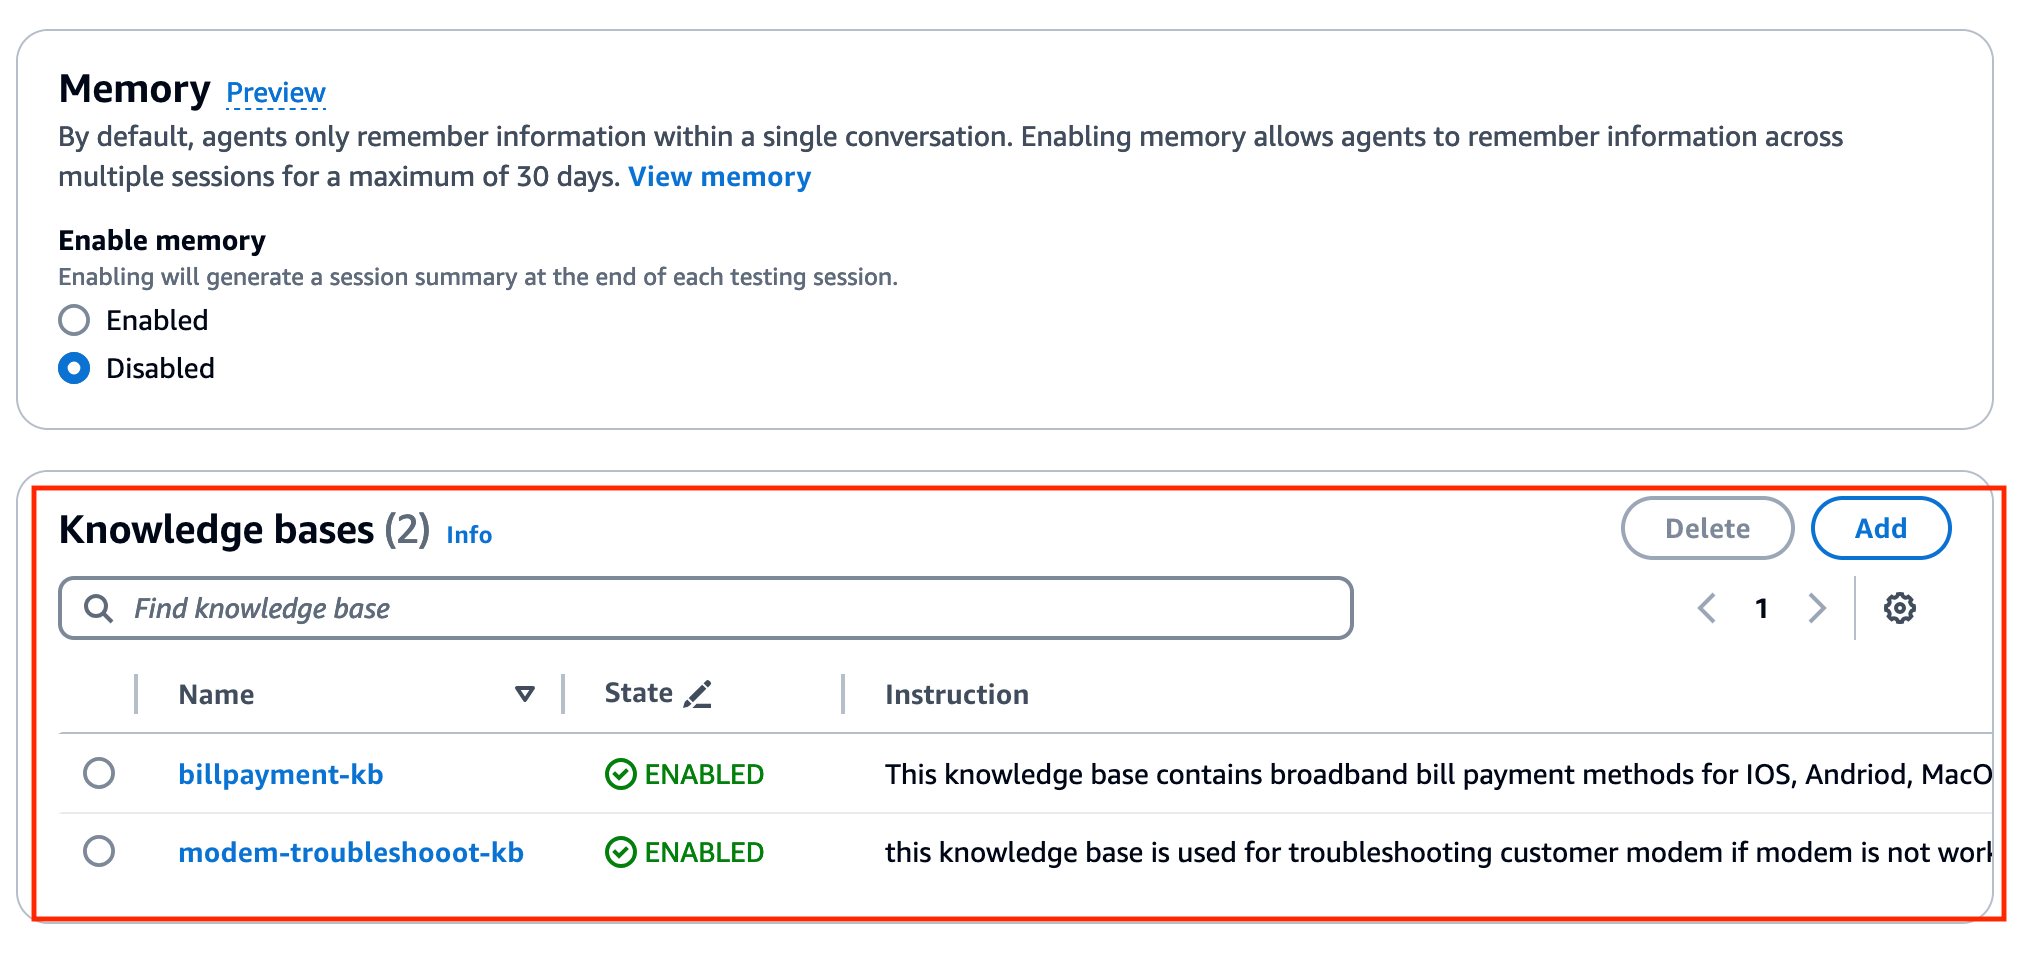 Memory Preview
By default, agents only remember information within a single conversation. Enabling memory allows agents to remember information across
multiple sessions for a maximum of 30 days. View memory
Enable memory
Enabling will generate a session summary at the end of each testing session.
Enabled
Disabled
Knowledge bases (2) Info
Delete
Add
Find knowledge base
1
Name
State
Instruction
billpayment-kb
ENABLED
This knowledge base contains broadband bill payment methods for IOS, Andriod, MacO
modem-troubleshooot-kb
ENABLED
this knowledge base is used for troubleshooting customer modem if modem is not work